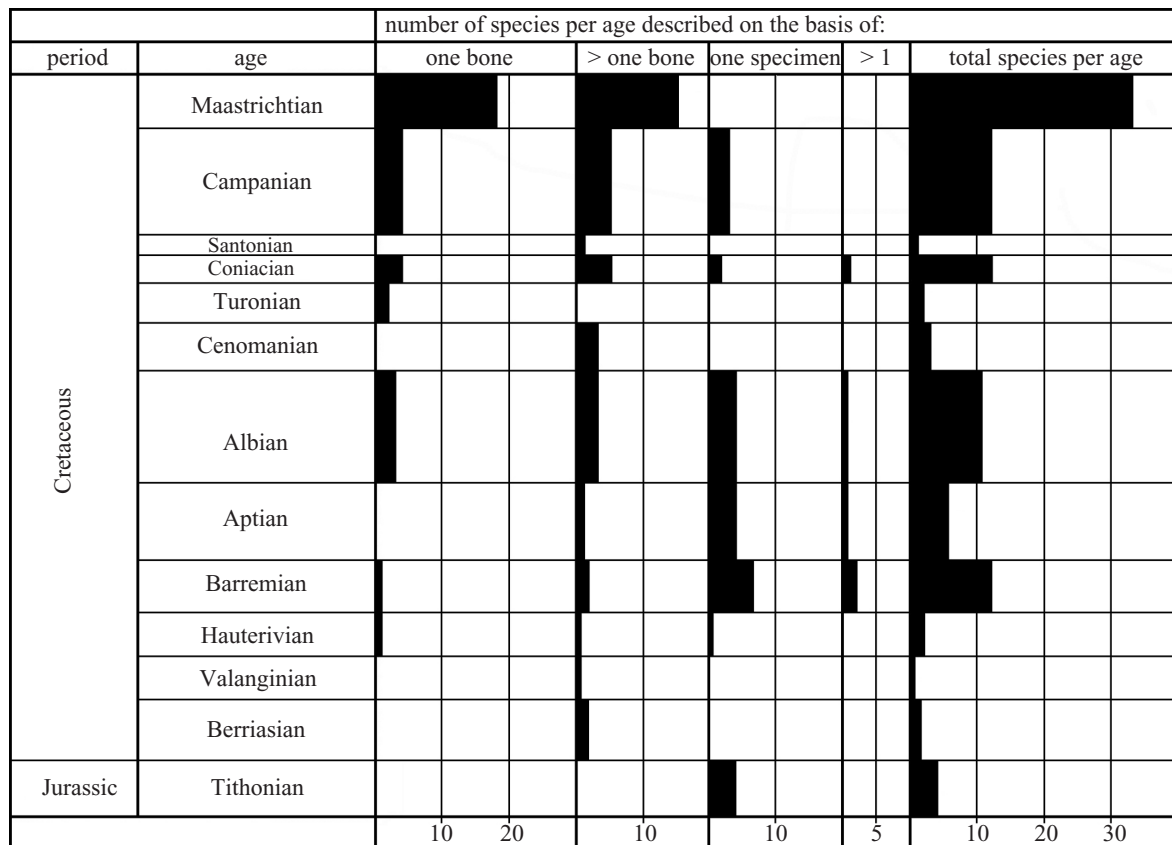 number of species per age described on the basis of:
period age one bone > one bone one specimen > 1 total species per age
Cretaceous
Maastrichtian
Campanian
Santonian
Coniacian
Turonian
Cenomanian
Albian
Aptian
Barremian
Hauterivian
Valanginian
Berriasian
Jurassic Tithonian
10 20 10 10 5 10 20 30